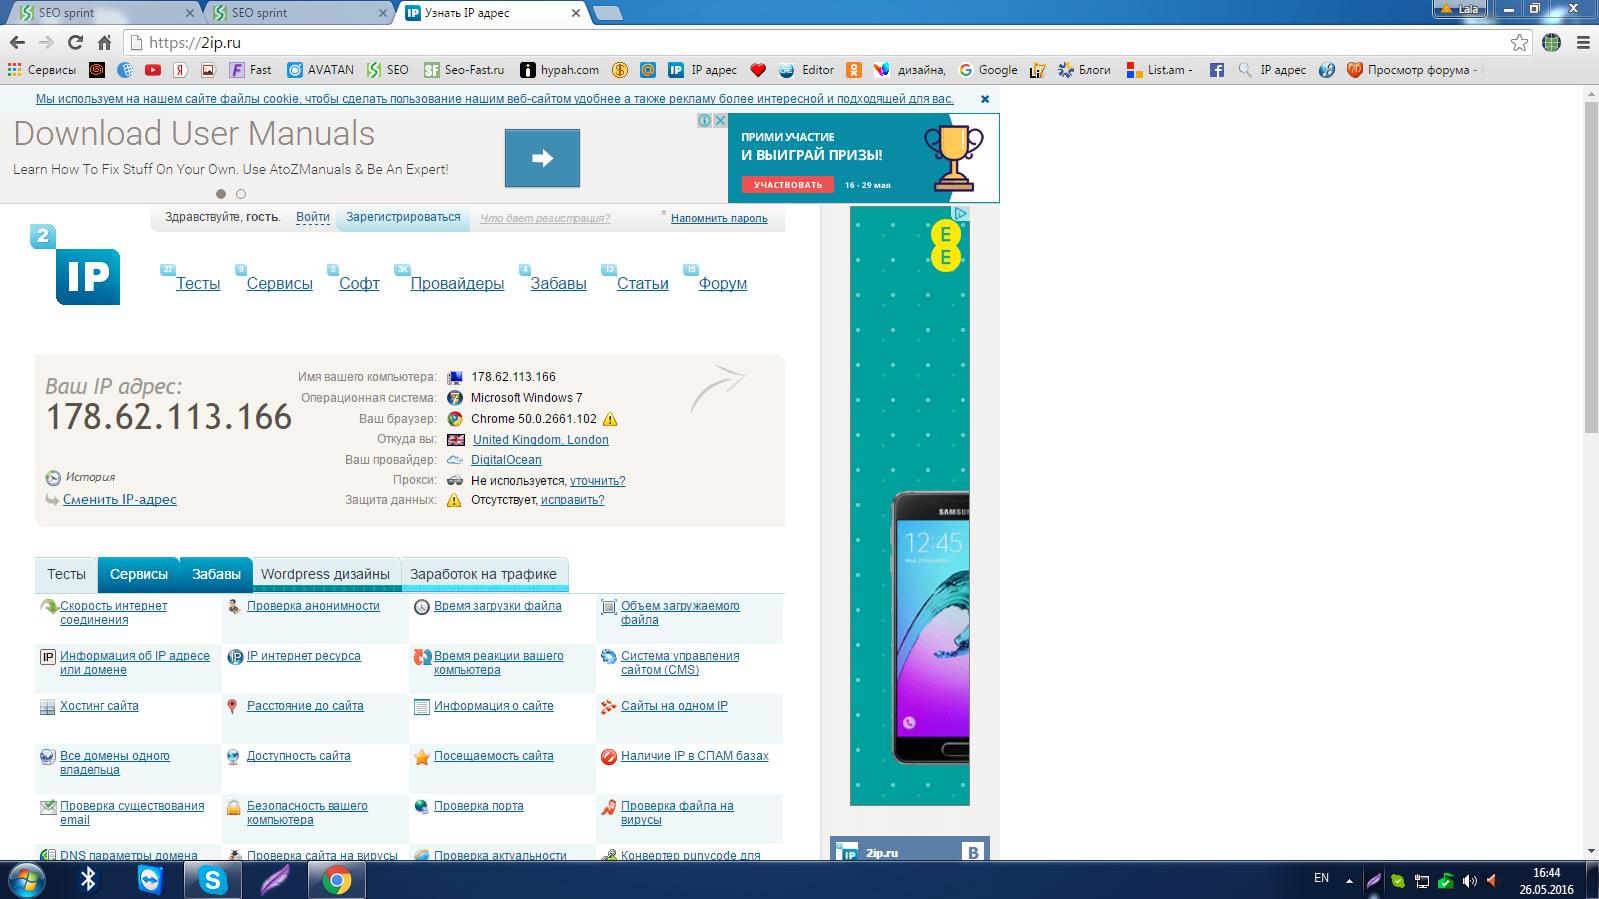 SEO sprint
SEO sprint
Узнать IP адрес
Lala
https://2ip.ru
Сервисы
Fast
AVATAN
SEO
Seo-Fast.ru
hypah.com
IP адрес
Editor
дизайна,
Google
Блоги
List.am -
IP адрес
Просмотр форума -
Мы используем на нашем сайте файлы cookie, чтобы сделать пользование нашим веб-сайтом удобнее а также рекламу более интересной и подходящей для вас.
Download User Manuals
Learn How To Fix Stuff On Your Own. Use AtoZManuals & Be An Expert!
ПРИМИ УЧАСТИЕ
И ВЫИГРАЙ ПРИЗЫ!
УЧАСТВОВАТЬ
16 - 29 мая
Здравствуйте, гость.
Войти
Зарегистрироваться
Что дает регистрация?
* Напомнить пароль
2 IP
27 Тесты
9 Сервисы
5 Софт
3K Провайдеры
4 Забавы
13 Статьи
15 Форум
EE
Ваш IP адрес:
178.62.113.166
История
Сменить IP-адрес
Имя вашего компьютера: 178.62.113.166
Операционная система: Microsoft Windows 7
Ваш браузер: Chrome 50.0.2661.102
Откуда вы: United Kingdom, London
Ваш провайдер: DigitalOcean
Прокси: Не используется, уточнить?
Защита данных: Отсутствует, исправить?
SAMSU
12:45
Тесты
Сервисы
Забавы
Wordpress дизайны
Заработок на трафике
Скорость интернет соединения
Проверка анонимности
Время загрузки файла
Объем загружаемого файла
Информация об IP адресе или домене
IP интернет ресурса
Время реакции вашего компьютера
Система управления сайтом (CMS)
Хостинг сайта
Расстояние до сайта
Информация о сайте
Сайты на одном IP
Все домены одного владельца
Доступность сайта
Посещаемость сайта
Наличие IP в СПАМ базах
Проверка существования email
Безопасность вашего компьютера
Проверка порта
Проверка файла на вирусы
DNS параметры домена
Проверка сайта на вирусы
Проверка актуальности
Конвертер punycode для
2ip.ru
EN
16:44
26.05.2016